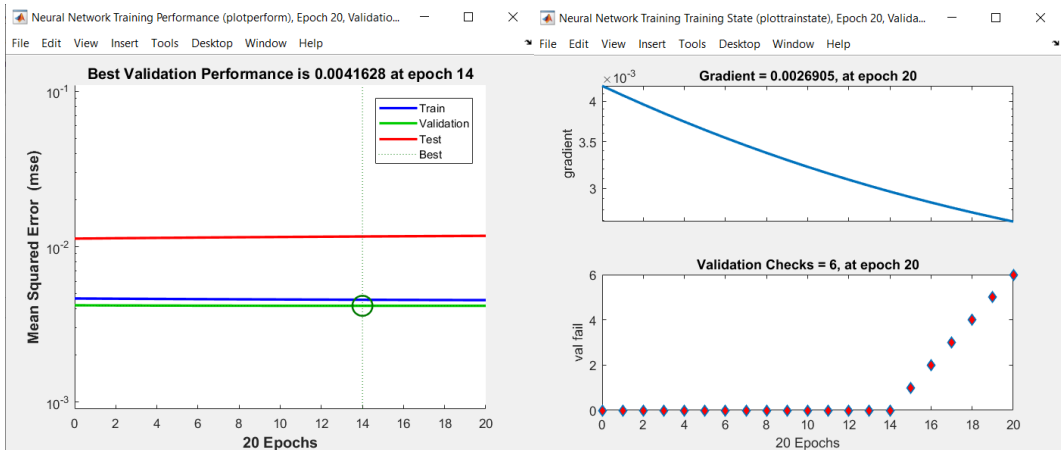 Neural Network Training Performance (plotperform), Epoch 20, Validatio...
File Edit View Insert Tools Desktop Window Help
Best Validation Performance is 0.0041628 at epoch 14
10-1
10-2
10-3
Mean Squared Error (mse)
Train
Validation
Test
Best
0 2 4 6 8 10 12 14 16 18 20
20 Epochs
Neural Network Training Training State (plottrainstate), Epoch 20, Valida...
File Edit View Insert Tools Desktop Window Help
Gradient = 0.0026905, at epoch 20
×10-3
4
3.5
3
gradient
Validation Checks = 6, at epoch 20
6
4
2
0
val fail
0 2 4 6 8 10 12 14 16 18 20
20 Epochs